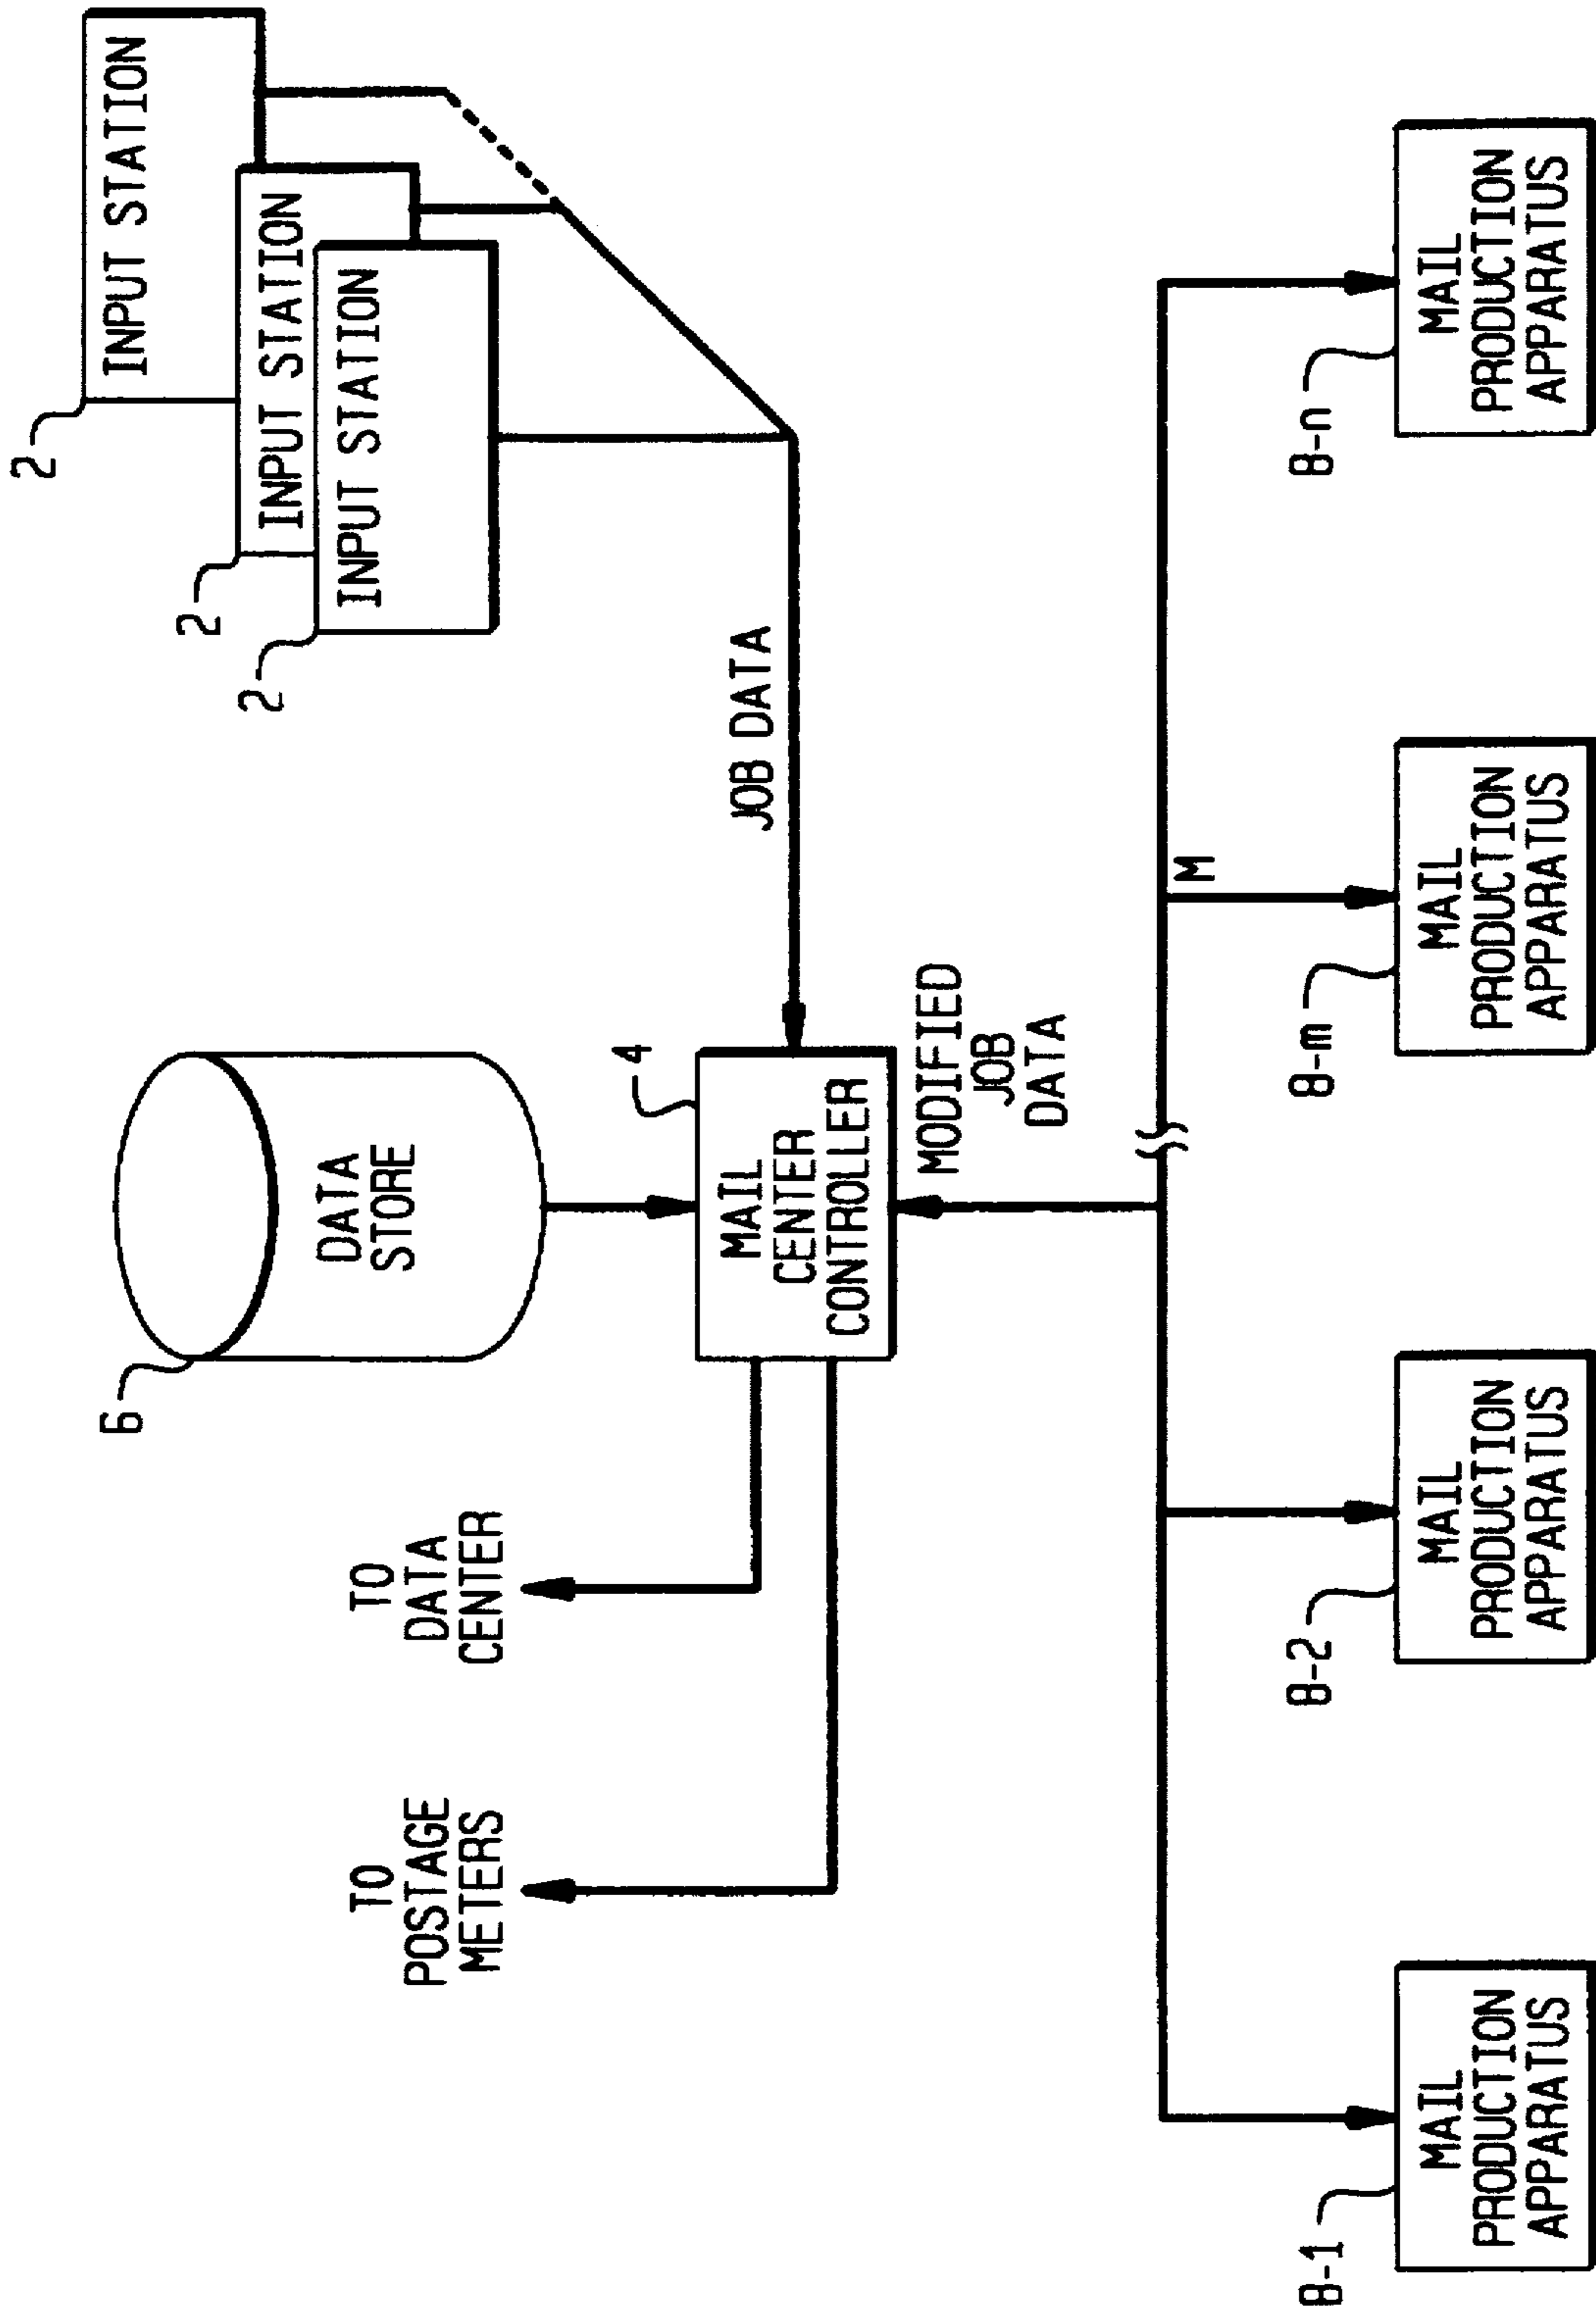 2
INPUT STATION
2
INPUT STATION
2
INPUT STATION
6
DATA
STORE
TO
POSTAGE
METERS
TO
DATA
CENTER
4
MAIL
CENTER
CONTROLLER
JOB DATA
MODIFIED
JOB
DATA
M
8-1
MAIL
PRODUCTION
APPARATUS
8-2
MAIL
PRODUCTION
APPARATUS
8-m
MAIL
PRODUCTION
APPARATUS
8-n
MAIL
PRODUCTION
APPARATUS